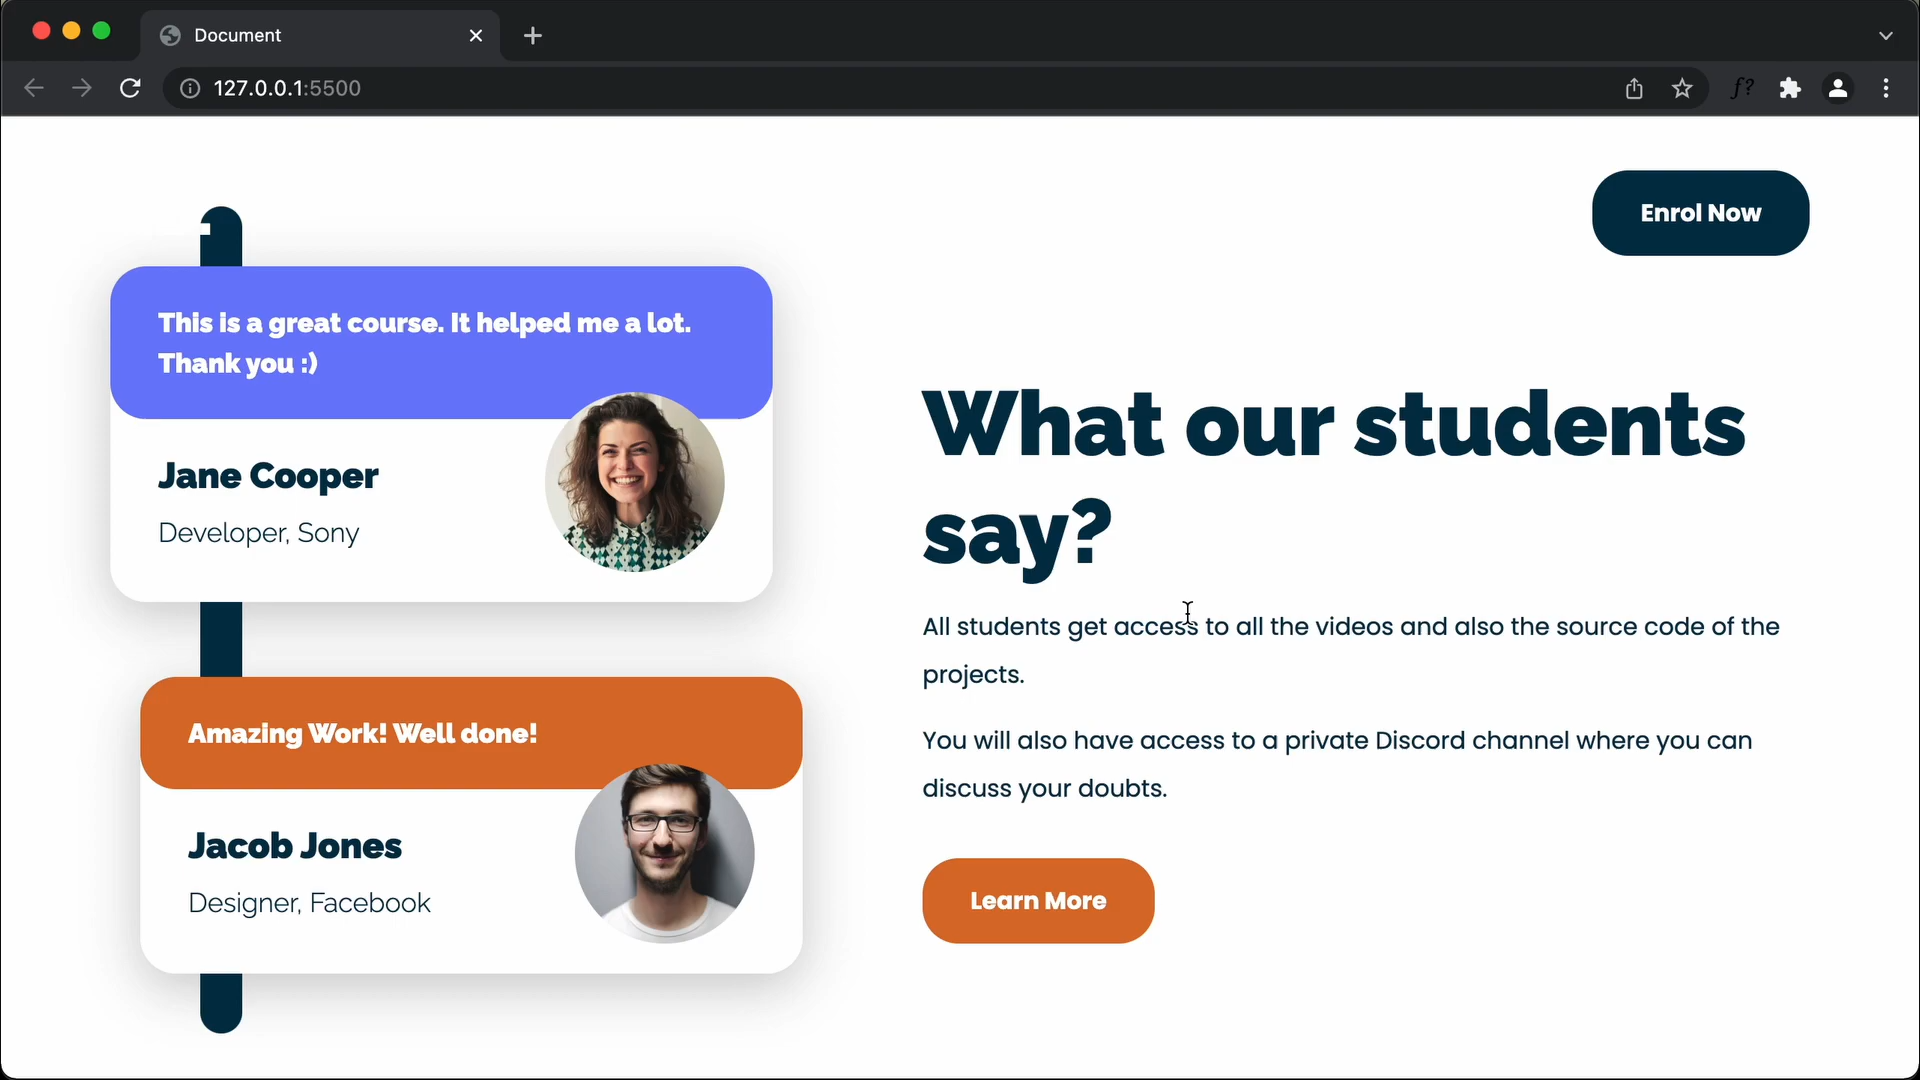 Document
127.0.0.1:5500
f?
Enrol Now
This is a great course. It helped me a lot.
Thank you :)
Jane Cooper
Developer, Sony
Amazing Work! Well done!
Jacob Jones
Designer, Facebook
What our students
say?
All students get access to all the videos and also the source code of the
projects.
You will also have access to a private Discord channel where you can
discuss your doubts.
Learn More